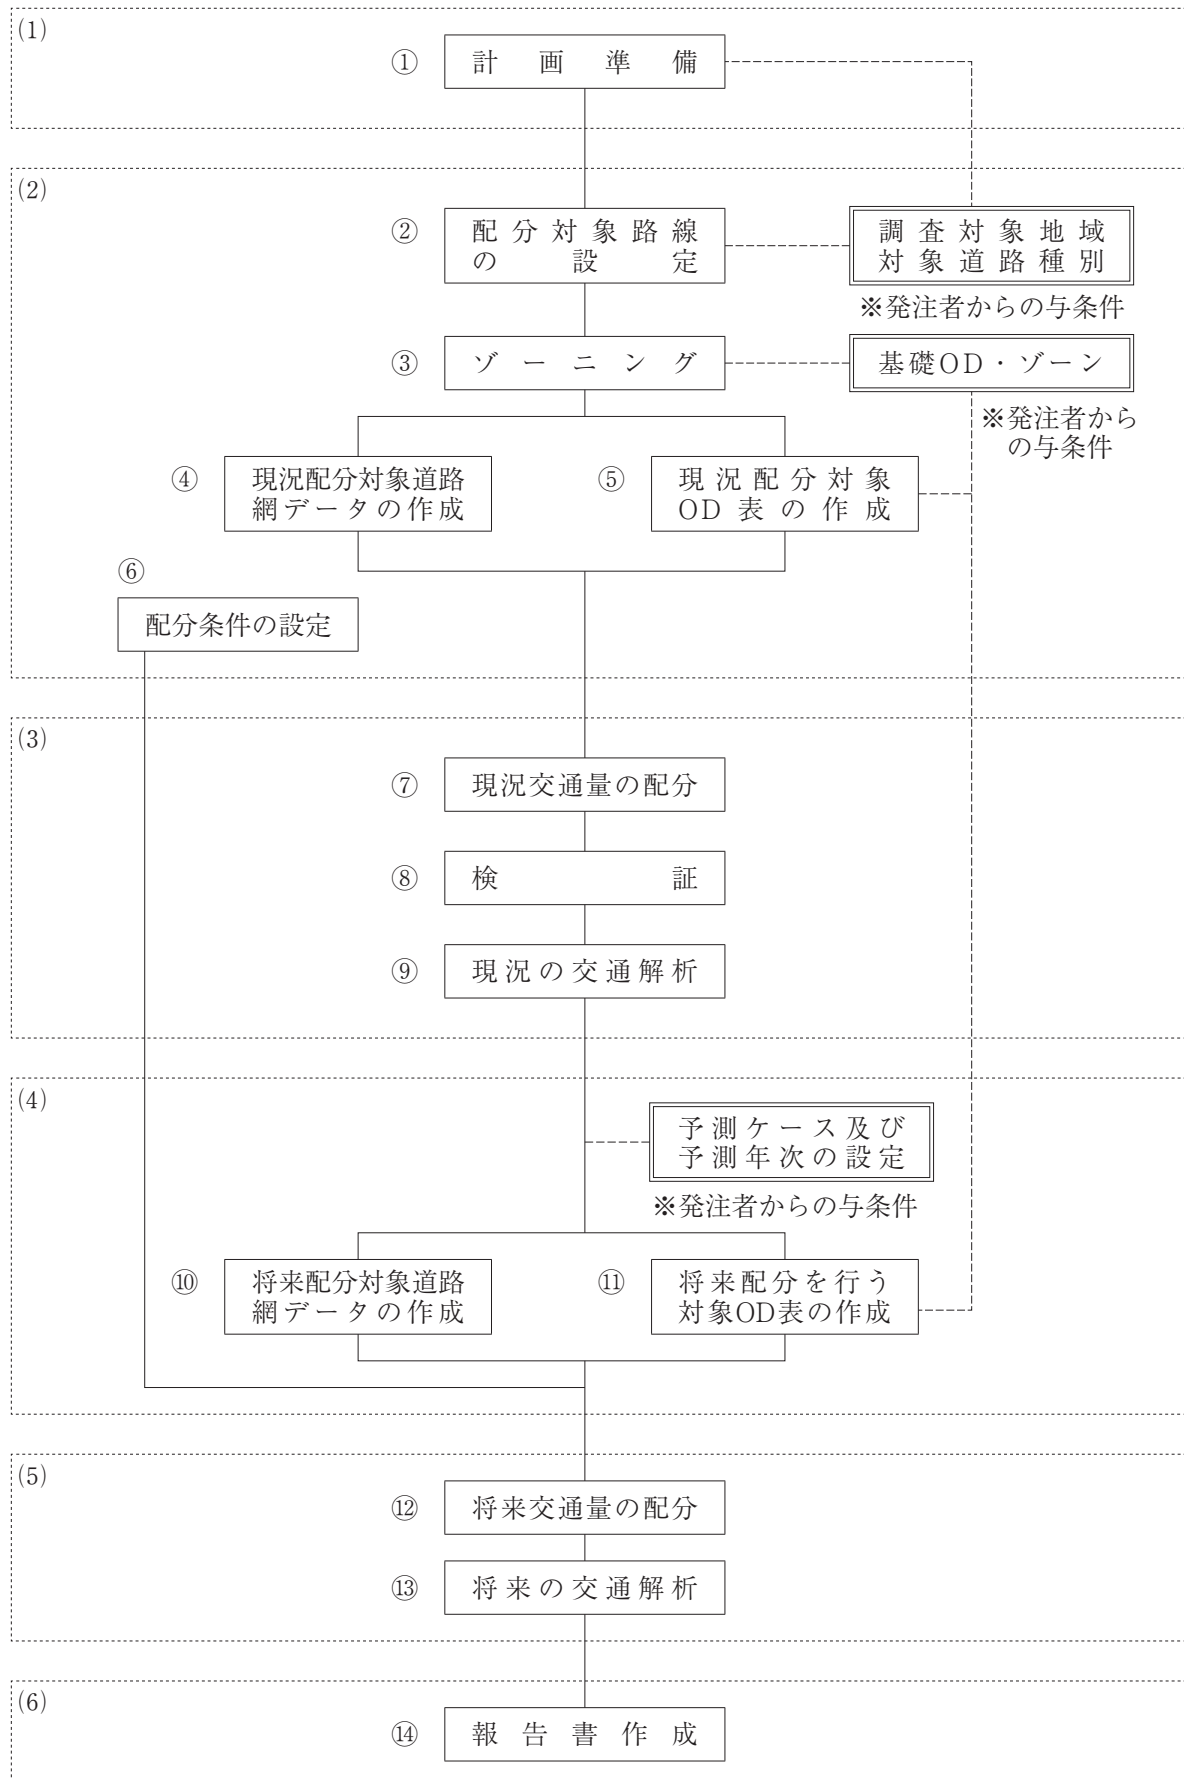 (1)
① 計画準備
(2)
② 配分対象路線
の設定
調査対象地域
対象道路種別
※発注者からの与条件
③ ゾーニング
基礎OD・ゾーン
※発注者から
の与条件
④ 現況配分対象道路
網データの作成
⑤ 現況配分対象
OD表の作成
⑥
配分条件の設定
(3)
⑦ 現況交通量の配分
⑧ 検証
⑨ 現況の交通解析
(4)
予測ケース及び
予測年次の設定
※発注者からの与条件
⑩ 将来配分対象道路
網データの作成
⑪ 将来配分を行う
対象OD表の作成
(5)
⑫ 将来交通量の配分
⑬ 将来の交通解析
(6)
⑭ 報告書作成